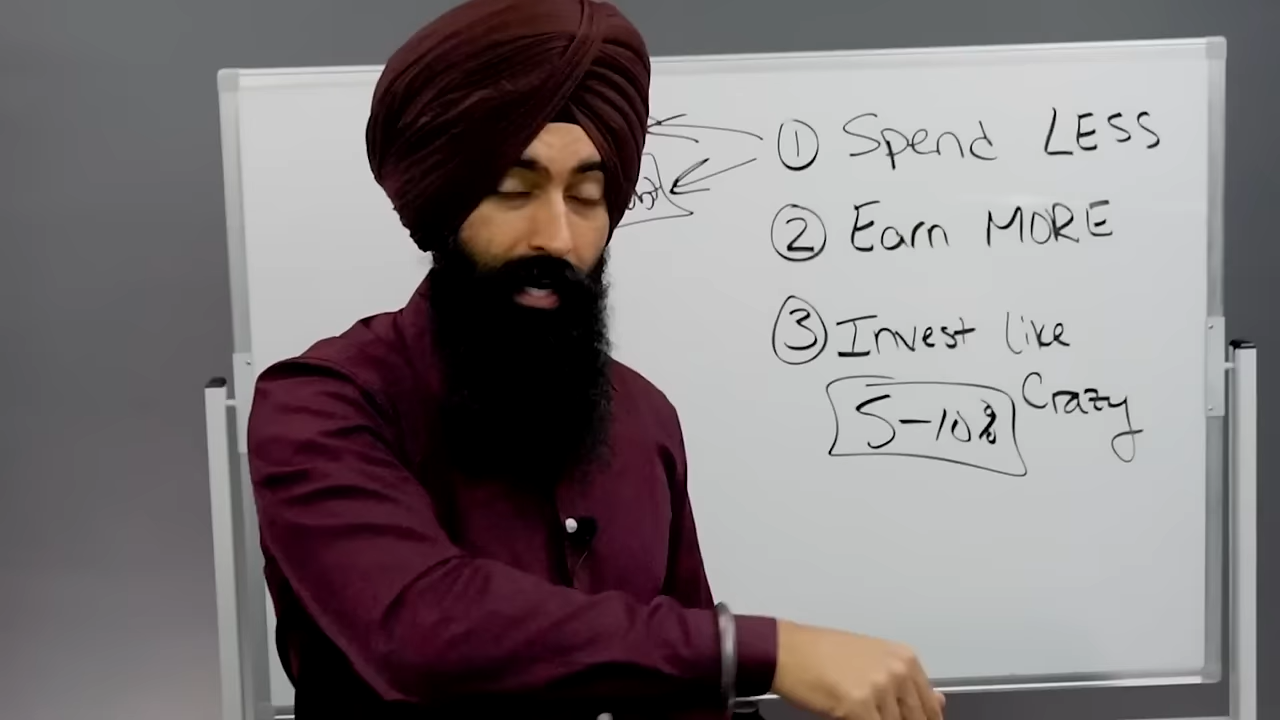 ① Spend LESS
② Earn MORE
③ Invest like
Crazy
5-10%